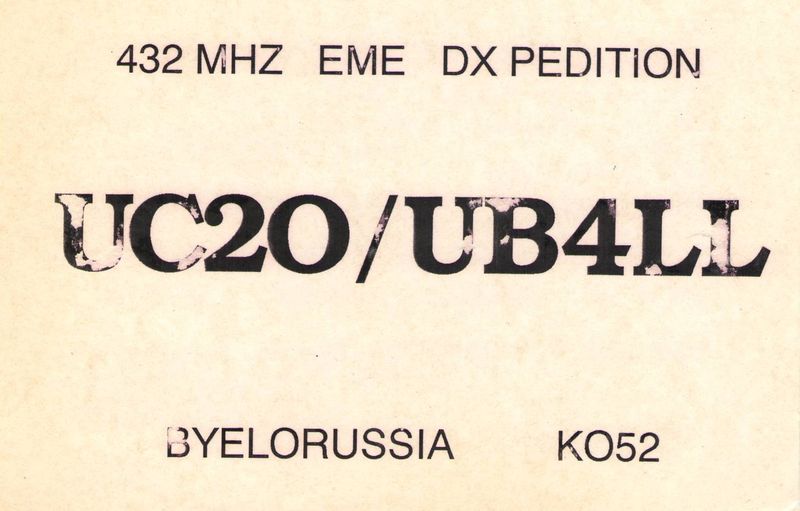 432 MHZ EME DX PEDITION
UC2O/UB4LL
BYELORUSSIA KO52